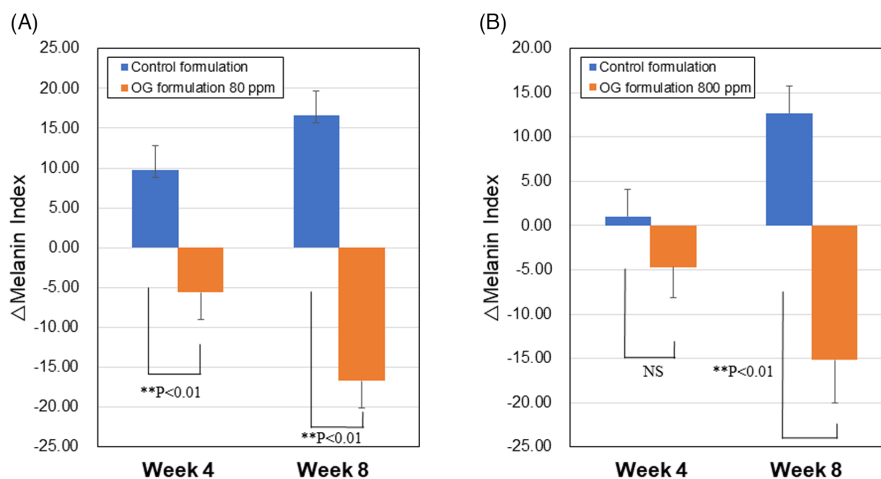 (A)
25.00
20.00
15.00
10.00
5.00
0.00
-5.00
-10.00
-15.00
-20.00
-25.00
△Melanin Index
Control formulation
OG formulation 80 ppm
**P<0.01
**P<0.01
Week 4
Week 8
(B)
20.00
15.00
10.00
5.00
0.00
-5.00
-10.00
-15.00
-20.00
-25.00
△Melanin Index
Control formulation
OG formulation 800 ppm
NS
**P<0.01
Week 4
Week 8